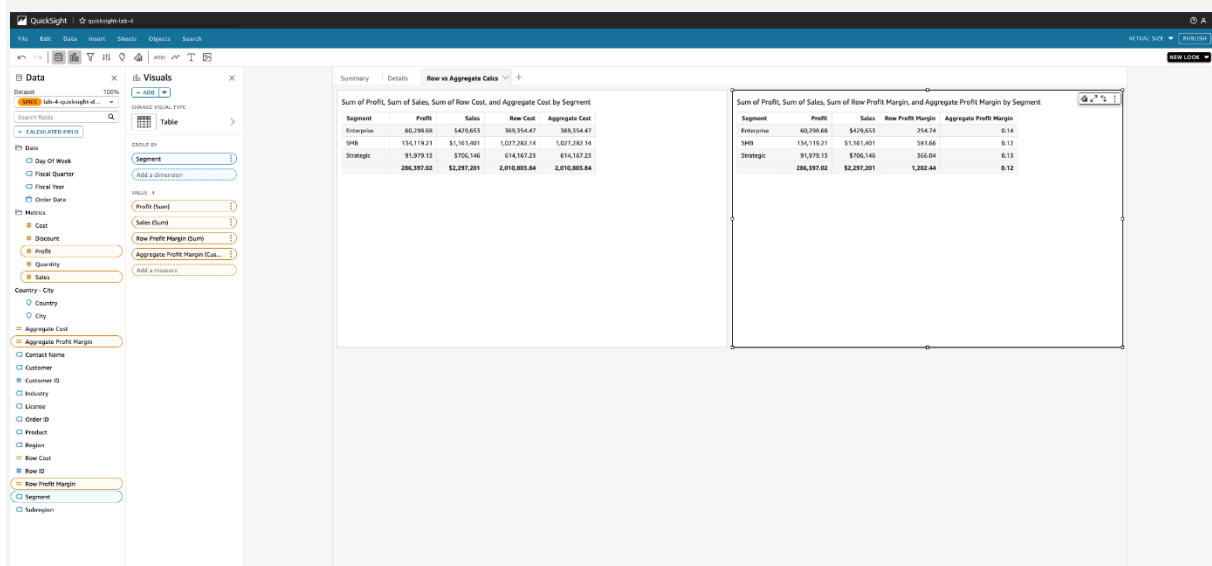 QuickSight quicksight-lab-4
File Edit Data Insert Sheets Objects Search ACTUAL SIZE PUBLISH
ADD
NEW LOOK
Data
Dataset 100%
SPICE lab-4-quicksight-d...
Search fields
+ CALCULATED FIELD
Date
Day Of Week
Fiscal Quarter
Fiscal Year
Order Date
Metrics
Cost
Discount
Profit
Quantity
Sales
Country - City
Country
City
Aggregate Cost
Aggregate Profit Margin
Contact Name
Customer
Customer ID
Industry
License
Order ID
Product
Region
Row Cost
Row ID
Row Profit Margin
Segment
Subregion
Visuals
+ ADD
CHANGE VISUAL TYPE
Table
GROUP BY
Segment
Add a dimension
VALUE 4
Profit (Sum)
Sales (Sum)
Row Profit Margin (Sum)
Aggregate Profit Margin (Cus...
Add a measure
Summary Details Row vs Aggregate Calcs +
Sum of Profit, Sum of Sales, Sum of Row Cost, and Aggregate Cost by Segment
Segment Profit Sales Row Cost Aggregate Cost
Enterprise 60,298.68 $429,653 369,354.47 369,354.47
SMB 134,119.21 $1,161,401 1,027,282.14 1,027,282.14
Strategic 91,979.13 $706,146 614,167.23 614,167.23
286,397.02 $2,297,201 2,010,803.84 2,010,803.84
Sum of Profit, Sum of Sales, Sum of Row Profit Margin, and Aggregate Profit Margin by Segment
Segment Profit Sales Row Profit Margin Aggregate Profit Margin
Enterprise 60,298.68 $429,653 254.74 0.14
SMB 134,119.21 $1,161,401 581.66 0.12
Strategic 91,979.13 $706,146 366.04 0.13
286,397.02 $2,297,201 1,202.44 0.12